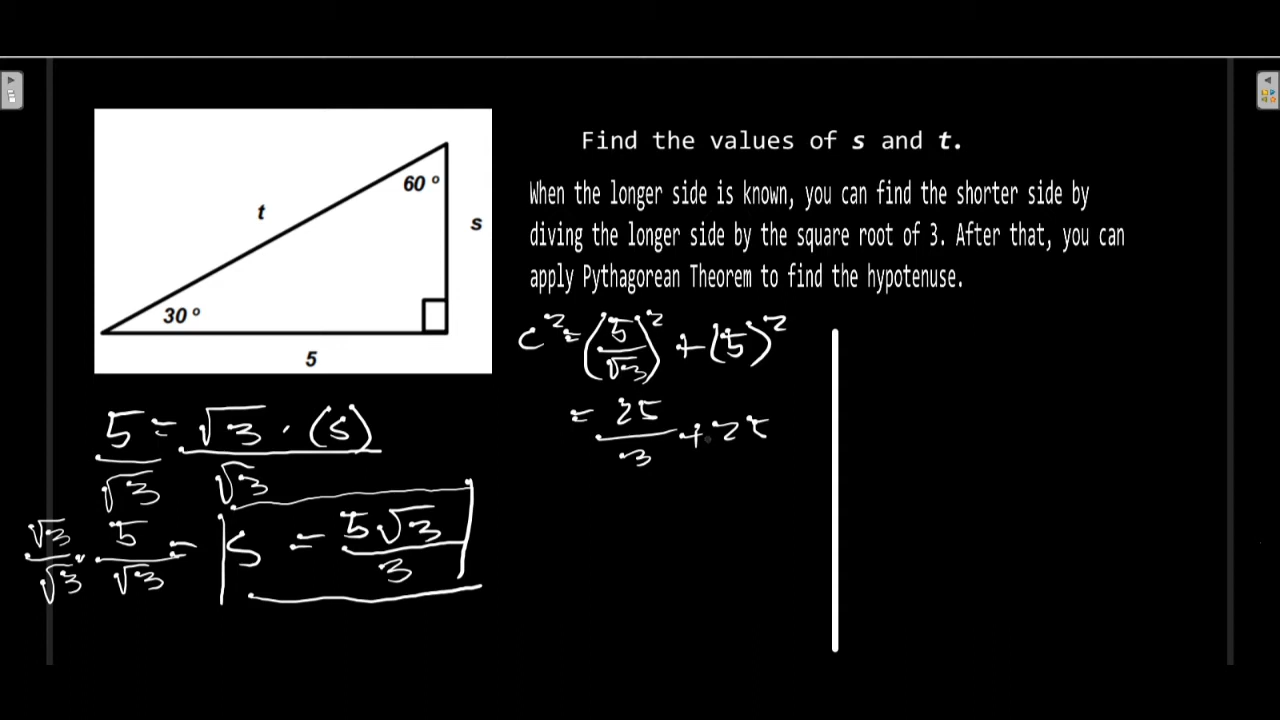 Find the values of s and t.
When the longer side is known, you can find the shorter side by
diving the longer side by the square root of 3. After that, you can
apply Pythagorean Theorem to find the hypotenuse.
60 º
t
s
30 º
5
c² = (5/√3)² + (5)²
= 25/3 + 25
5/√3 = √3 · (s)/√3
√3/√3 · 5/√3 = s = 5√3/3